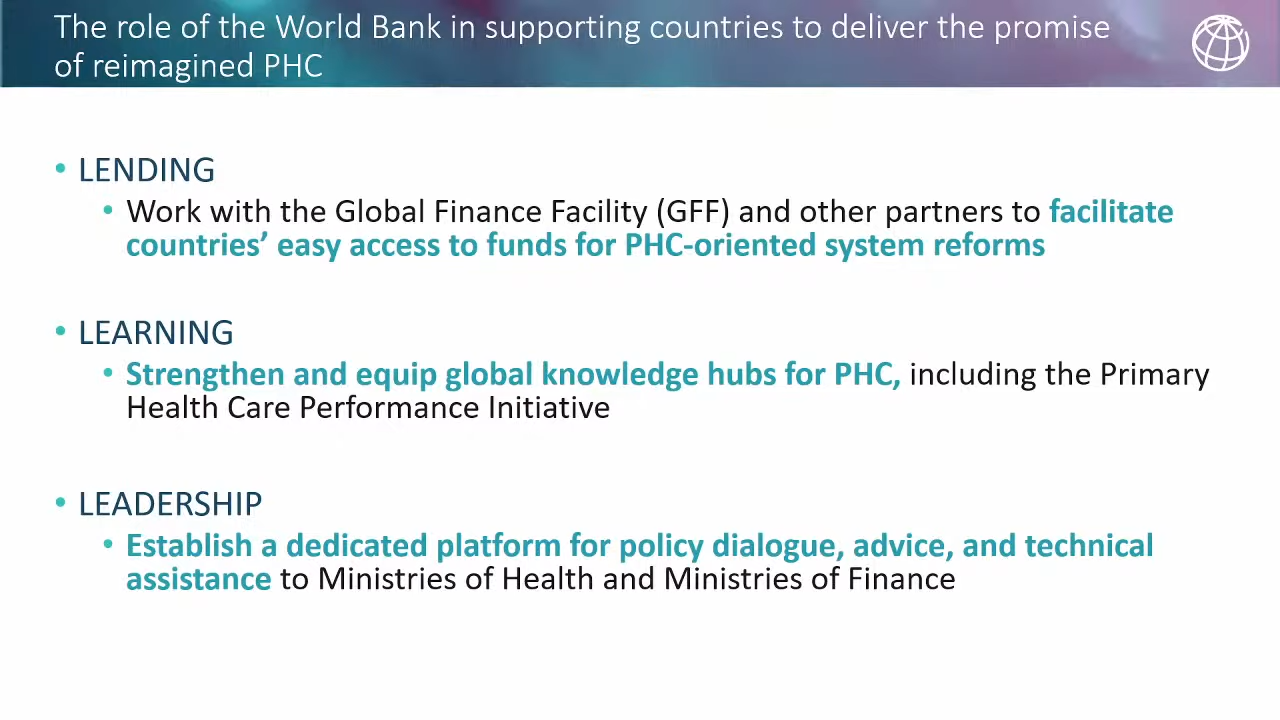 The role of the World Bank in supporting countries to deliver the promise
of reimagined PHC
• LENDING
• Work with the Global Finance Facility (GFF) and other partners to facilitate
countries’ easy access to funds for PHC-oriented system reforms
• LEARNING
• Strengthen and equip global knowledge hubs for PHC, including the Primary
Health Care Performance Initiative
• LEADERSHIP
• Establish a dedicated platform for policy dialogue, advice, and technical
assistance to Ministries of Health and Ministries of Finance